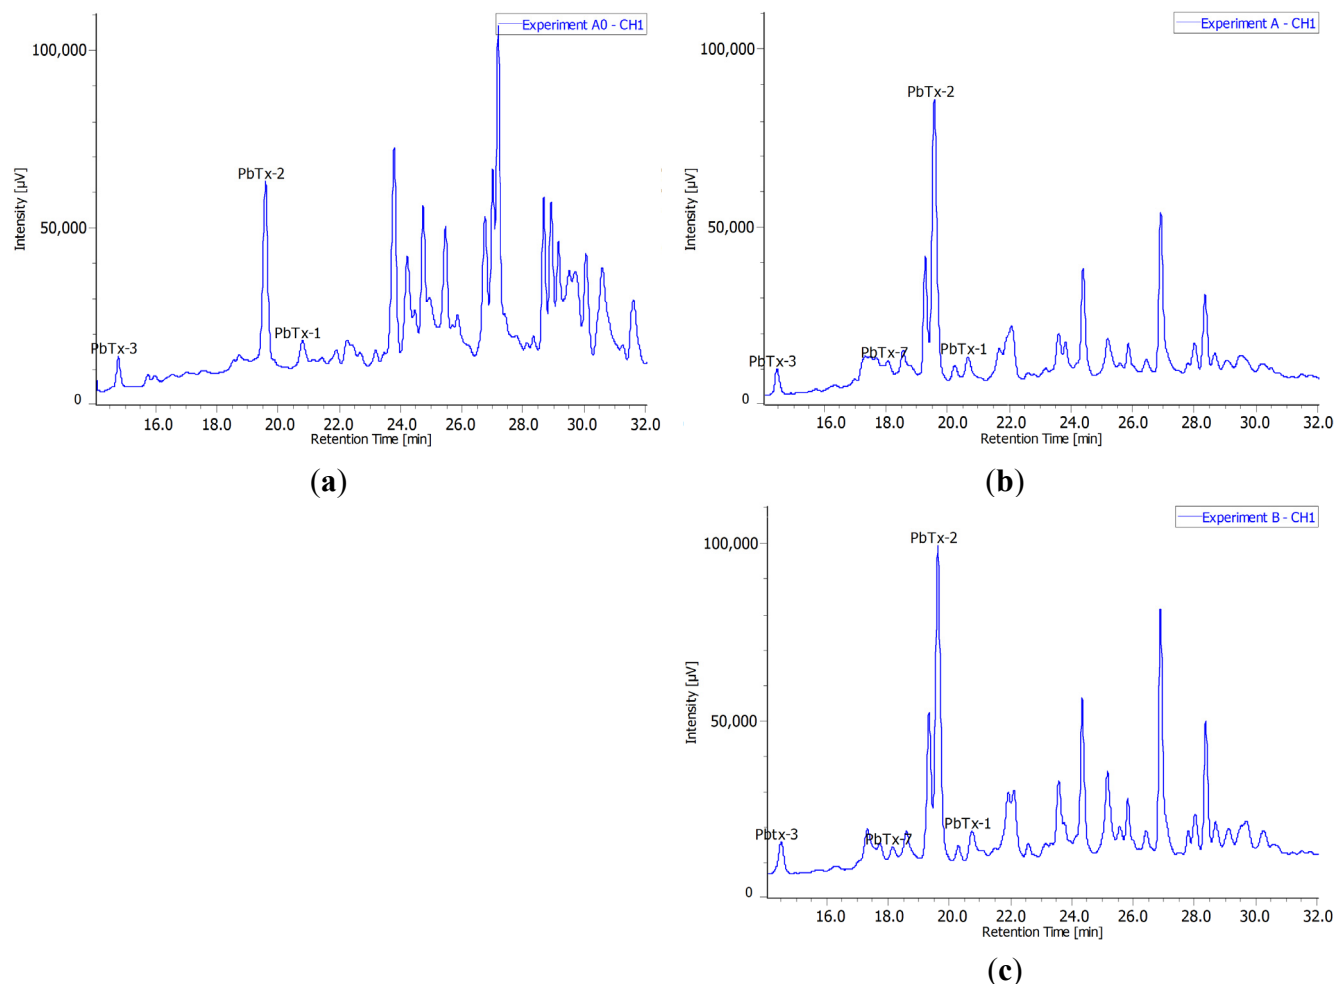 Experiment A0 - CH1
100,000
PbTx-2
Intensity [µV]
50,000
PbTx-1
PbTx-3
0
16.0 18.0 20.0 22.0 24.0 26.0 28.0 30.0 32.0
Retention Time [min]
(a)
Experiment A - CH1
100,000
PbTx-2
Intensity [µV]
50,000
PbTx-3
PbTx-7
PbTx-1
0
16.0 18.0 20.0 22.0 24.0 26.0 28.0 30.0 32.0
Retention Time [min]
(b)
Experiment B - CH1
100,000
PbTx-2
Intensity [µV]
50,000
Pbtx-3
PbTx-7
PbTx-1
0
16.0 18.0 20.0 22.0 24.0 26.0 28.0 30.0 32.0
Retention Time [min]
(c)